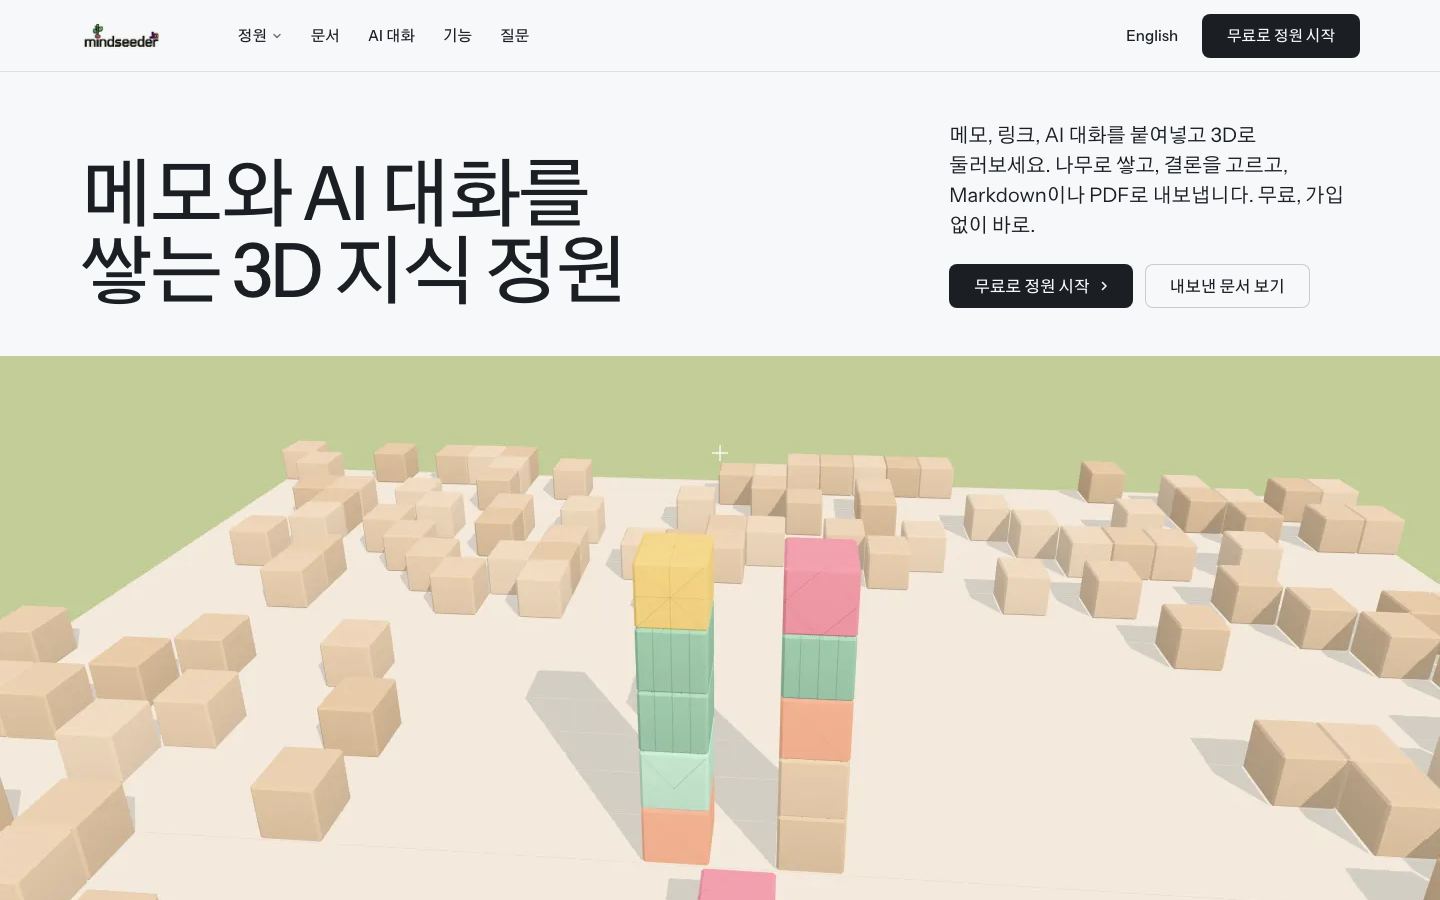 mindseeder
정원
문서
AI 대화
기능
질문
English
무료로 정원 시작
메모와 AI 대화를
쌓는 3D 지식 정원
메모, 링크, AI 대화를 붙여넣고 3D로
둘러보세요. 나무로 쌓고, 결론을 고르고,
Markdown이나 PDF로 내보냅니다. 무료, 가입
없이 바로.
무료로 정원 시작
내보낸 문서 보기